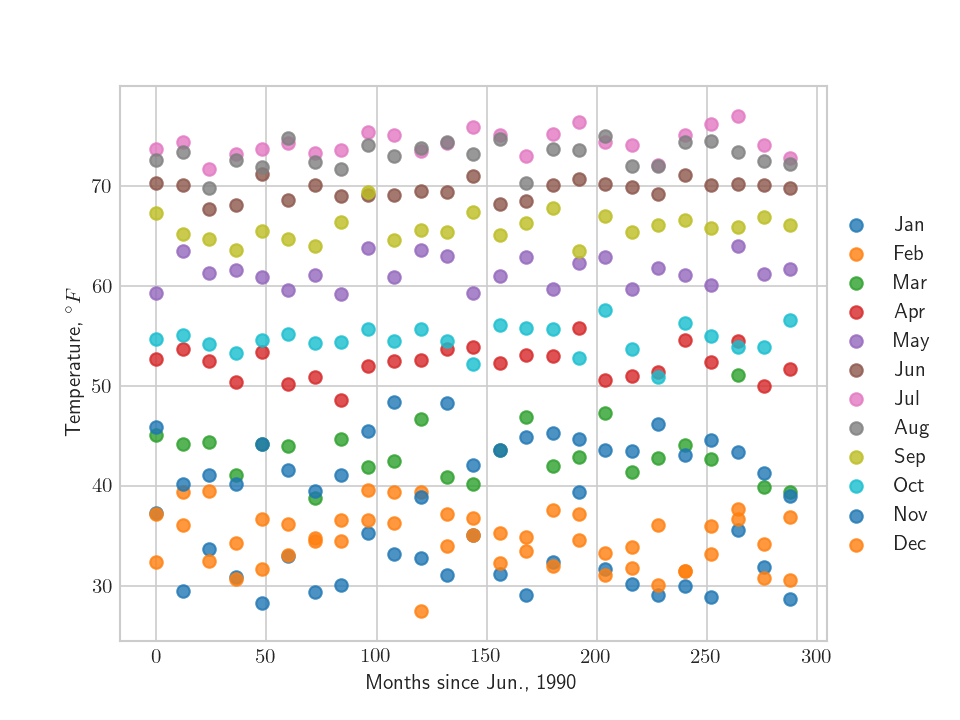 70
60
50
40
30
0
50
100
150
200
250
300
Temperature, °F
Months since Jun., 1990
Jan
Feb
Mar
Apr
May
Jun
Jul
Aug
Sep
Oct
Nov
Dec